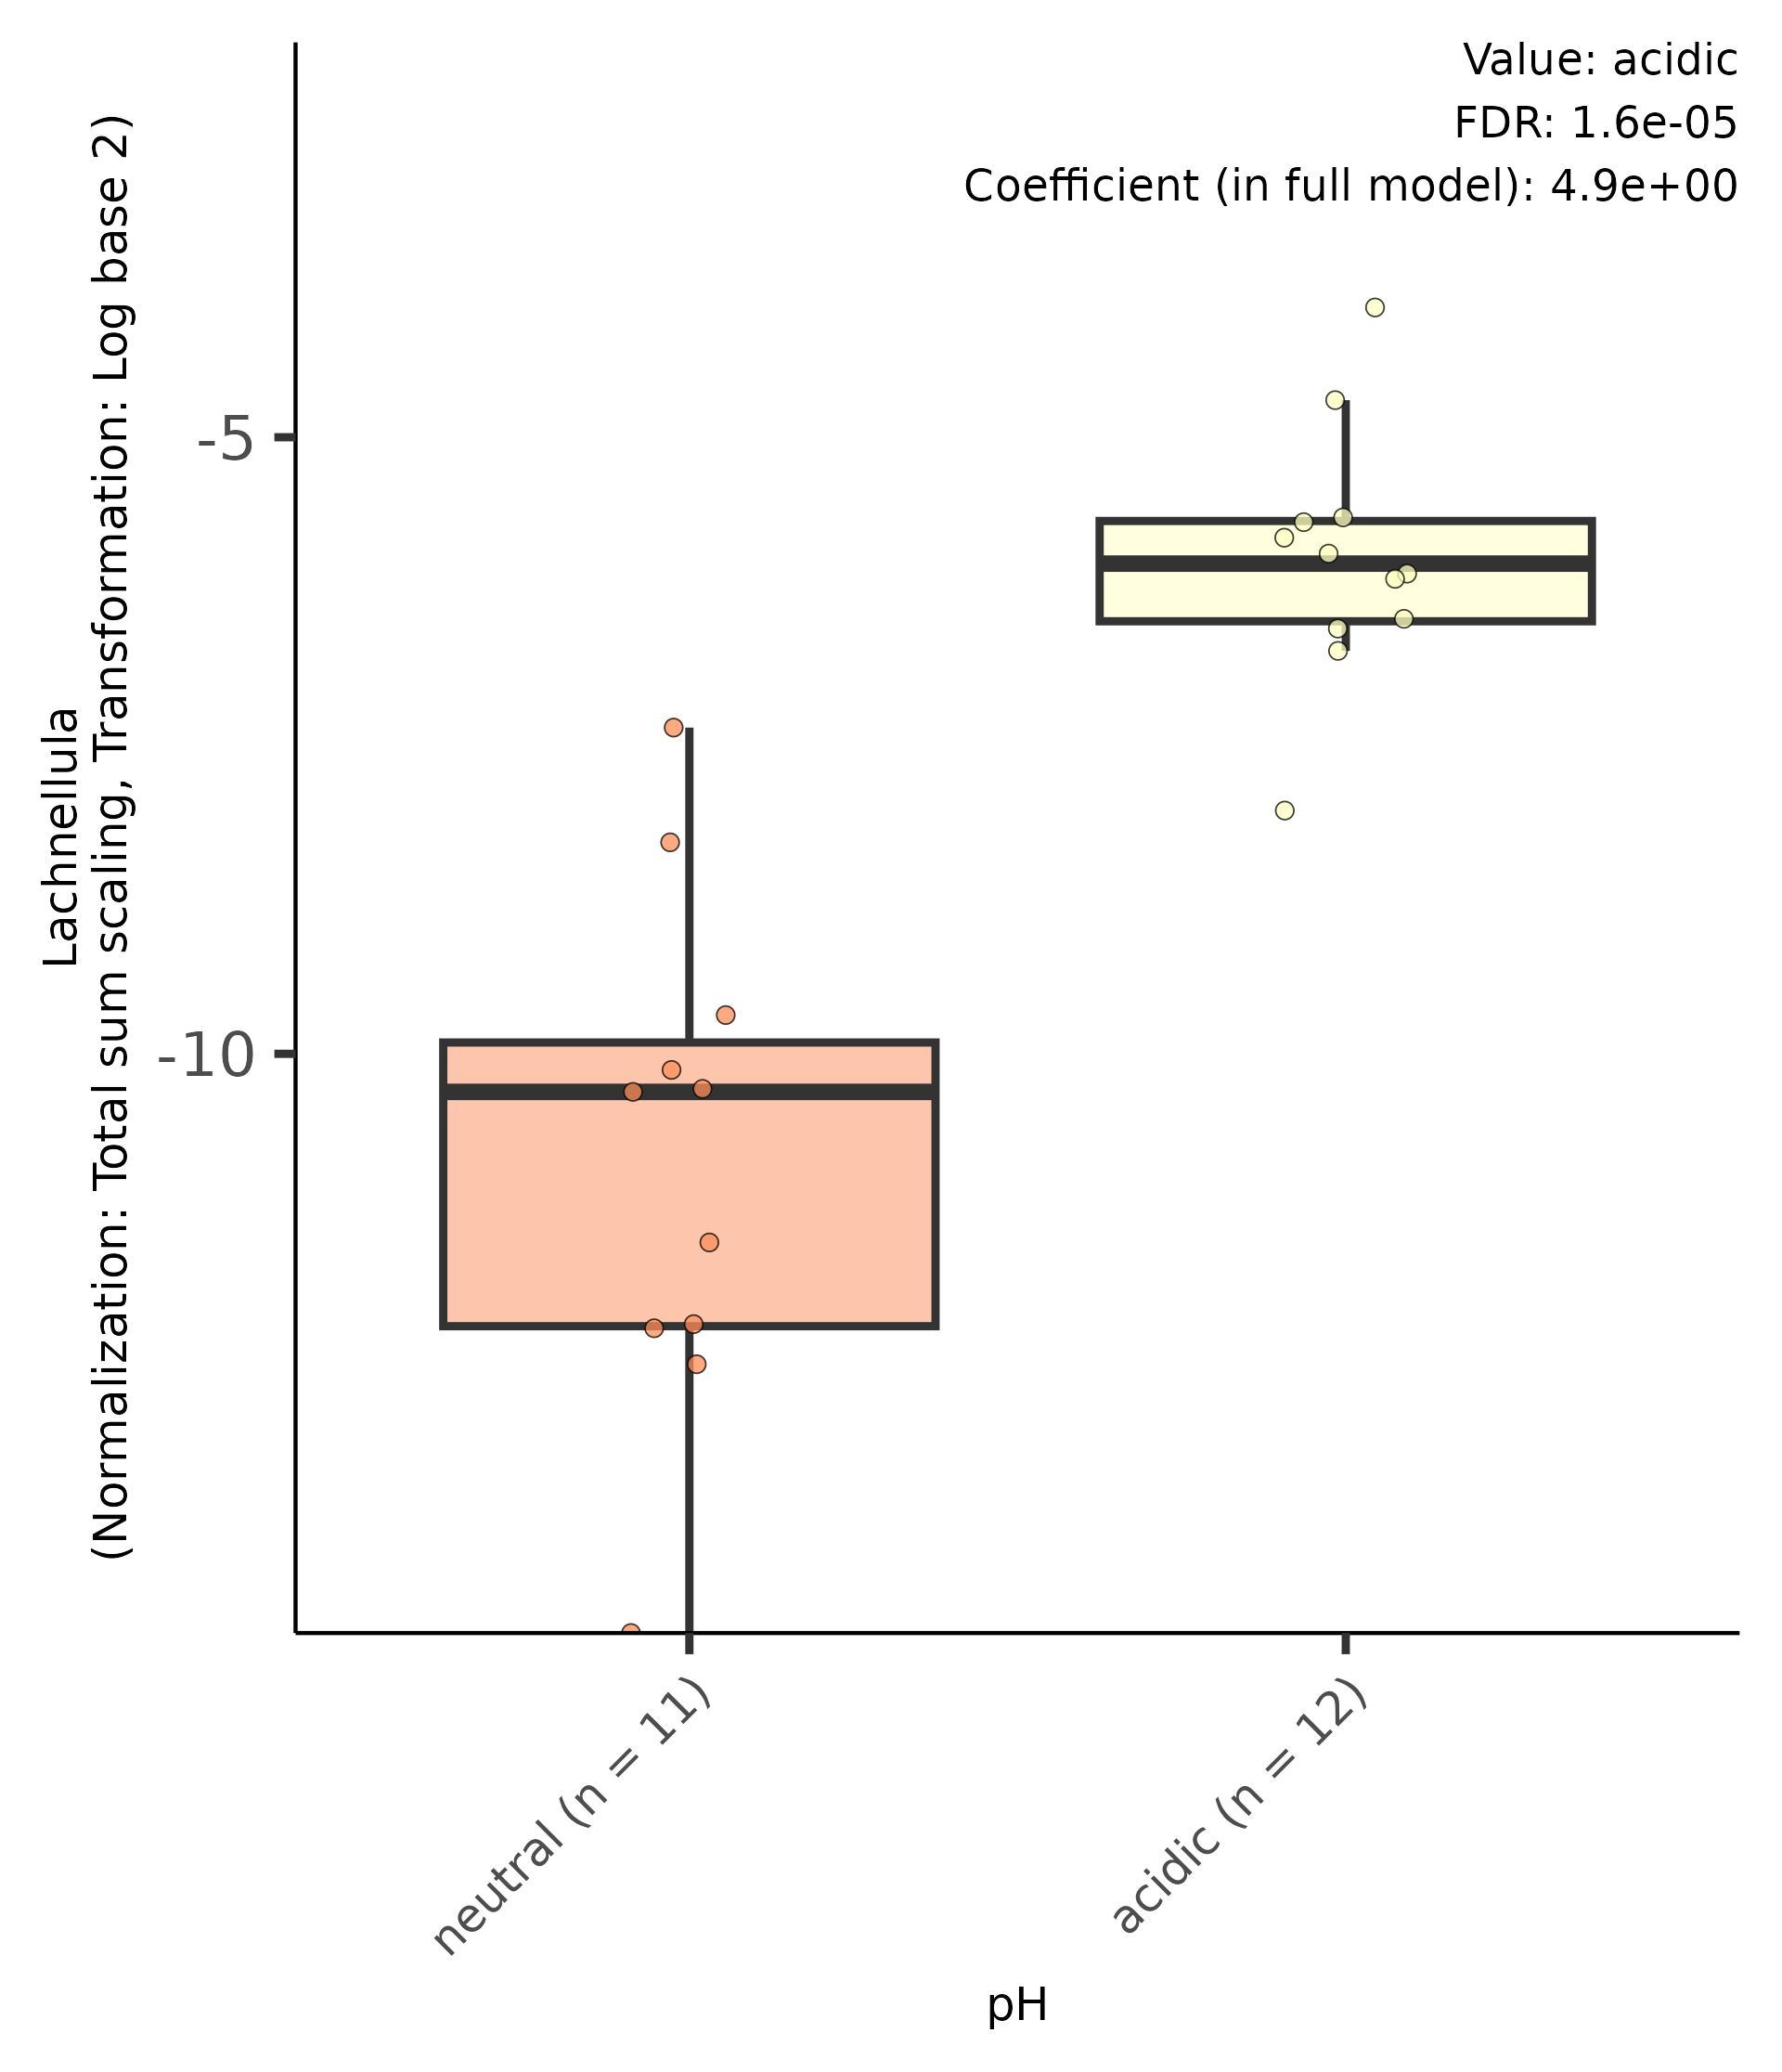 Value: acidic
FDR: 1.6e-05
Coefficient (in full model): 4.9e+00
Lachnellula
(Normalization: Total sum scaling, Transformation: Log base 2)
-5
-10
neutral (n = 11)
acidic (n = 12)
pH